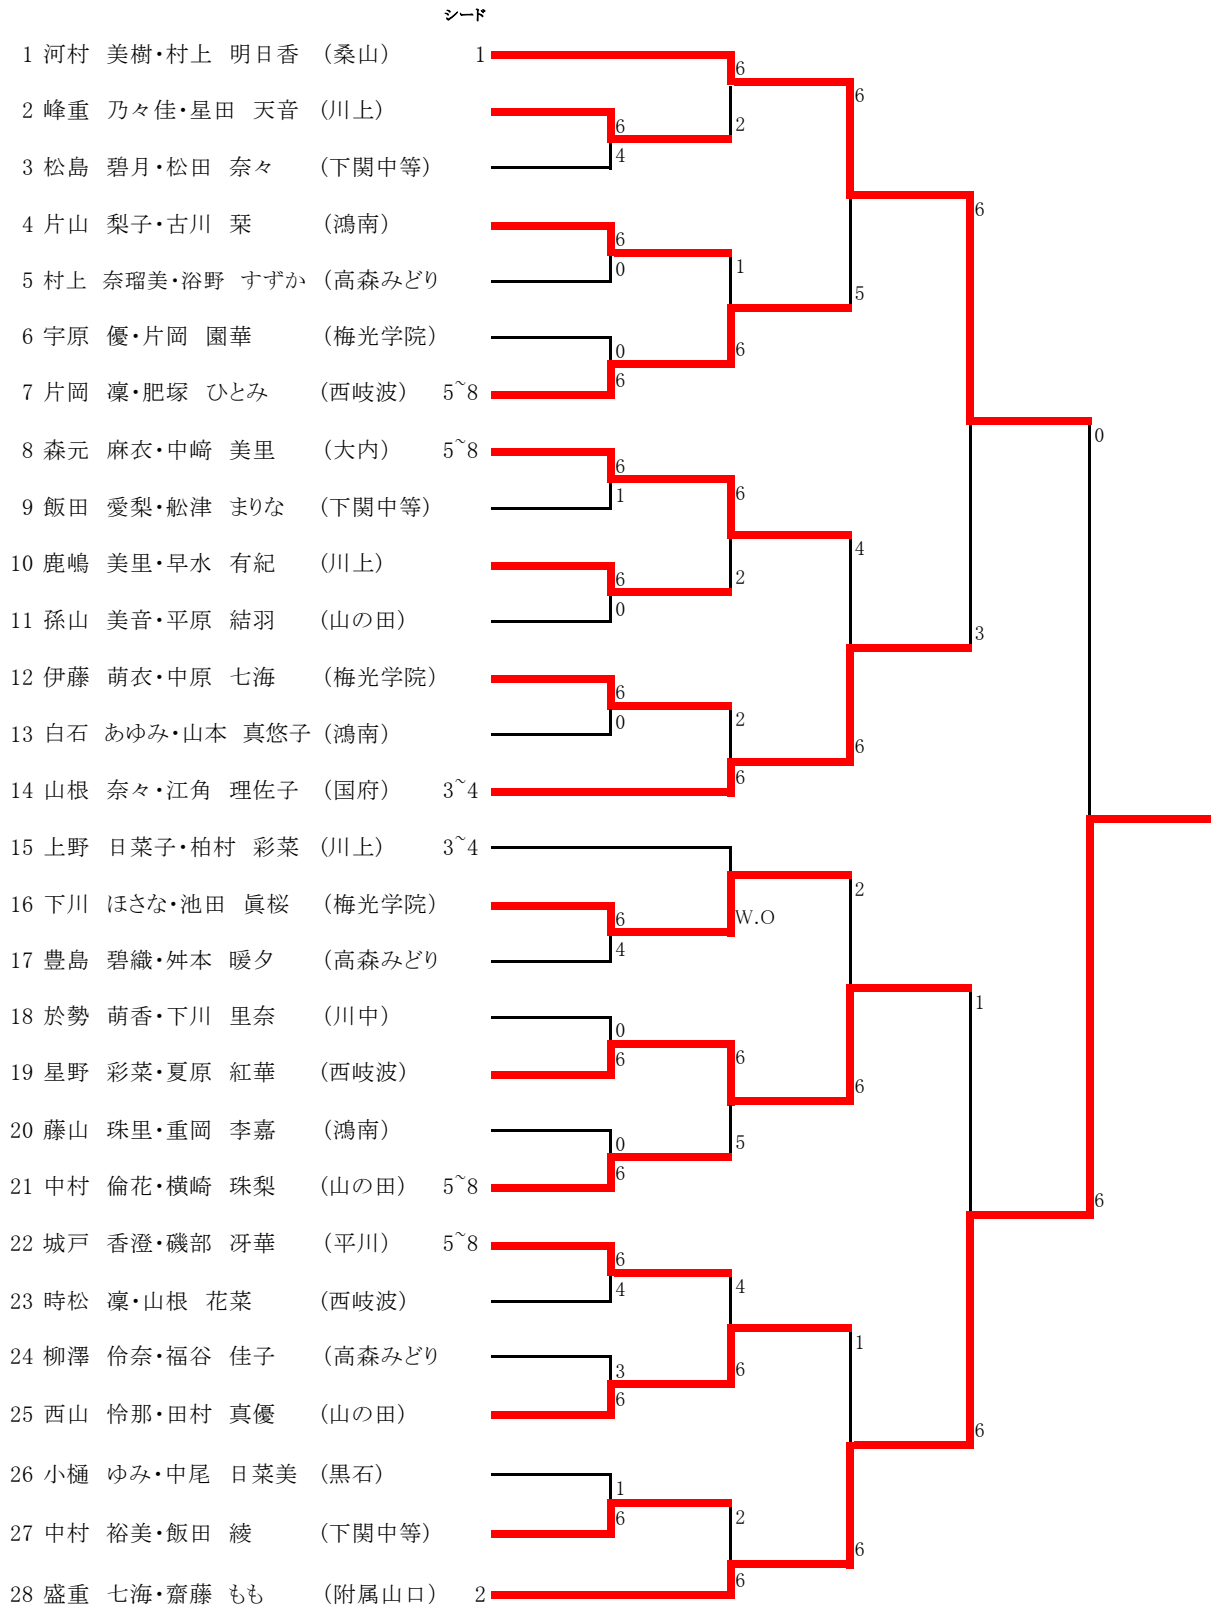 シード
1 河村 美樹・村上 明日香 (桑山) 1
6
6
2 峰重 乃々佳・星田 天音 (川上)
6
2
4
3 松島 碧月・松田 奈々 (下関中等)
6
4 片山 梨子・古川 栞 (鴻南)
6
0
1
5 村上 奈瑠美・浴野 すずか (高森みどり
5
6 宇原 優・片岡 園華 (梅光学院)
0
6
6
7 片岡 凜・肥塚 ひとみ (西岐波) 5~8
0
8 森元 麻衣・中﨑 美里 (大内) 5~8
6
1
6
9 飯田 愛梨・舩津 まりな (下関中等)
4
10 鹿嶋 美里・早水 有紀 (川上)
6
2
0
11 孫山 美音・平原 結羽 (山の田)
3
12 伊藤 萌衣・中原 七海 (梅光学院)
6
0
2
13 白石 あゆみ・山本 真悠子 (鴻南)
6
6
14 山根 奈々・江角 理佐子 (国府) 3~4
15 上野 日菜子・柏村 彩菜 (川上) 3~4
2
16 下川 ほさな・池田 眞桜 (梅光学院)
6
W.O
4
17 豊島 碧織・舛本 暖夕 (高森みどり
1
18 於勢 萌香・下川 里奈 (川中)
0
6
6
19 星野 彩菜・夏原 紅華 (西岐波)
6
20 藤山 珠里・重岡 李嘉 (鴻南)
0
5
6
21 中村 倫花・横崎 珠梨 (山の田) 5~8
6
22 城戸 香澄・磯部 冴華 (平川) 5~8
6
4
4
23 時松 凜・山根 花菜 (西岐波)
1
24 柳澤 伶奈・福谷 佳子 (高森みどり
3
6
6
25 西山 怜那・田村 真優 (山の田)
6
26 小樋 ゆみ・中尾 日菜美 (黒石)
1
6
2
27 中村 裕美・飯田 綾 (下関中等)
6
6
28 盛重 七海・齋藤 もも (附属山口) 2